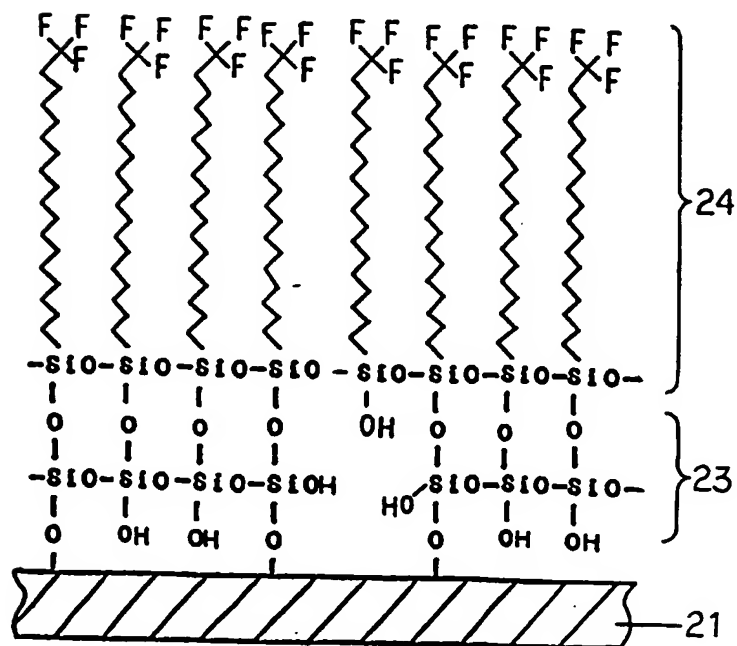 F F F F F F F F F F F F F F F F
F F F F F F F F
24
-SiO-SiO-SiO-SiO -SiO-SiO-SiO-SiO-
O O O O OH O O O
23
-SiO-SiO-SiO-SiOH HO SiO-SiO-SiO-
O OH OH O O OH OH
21